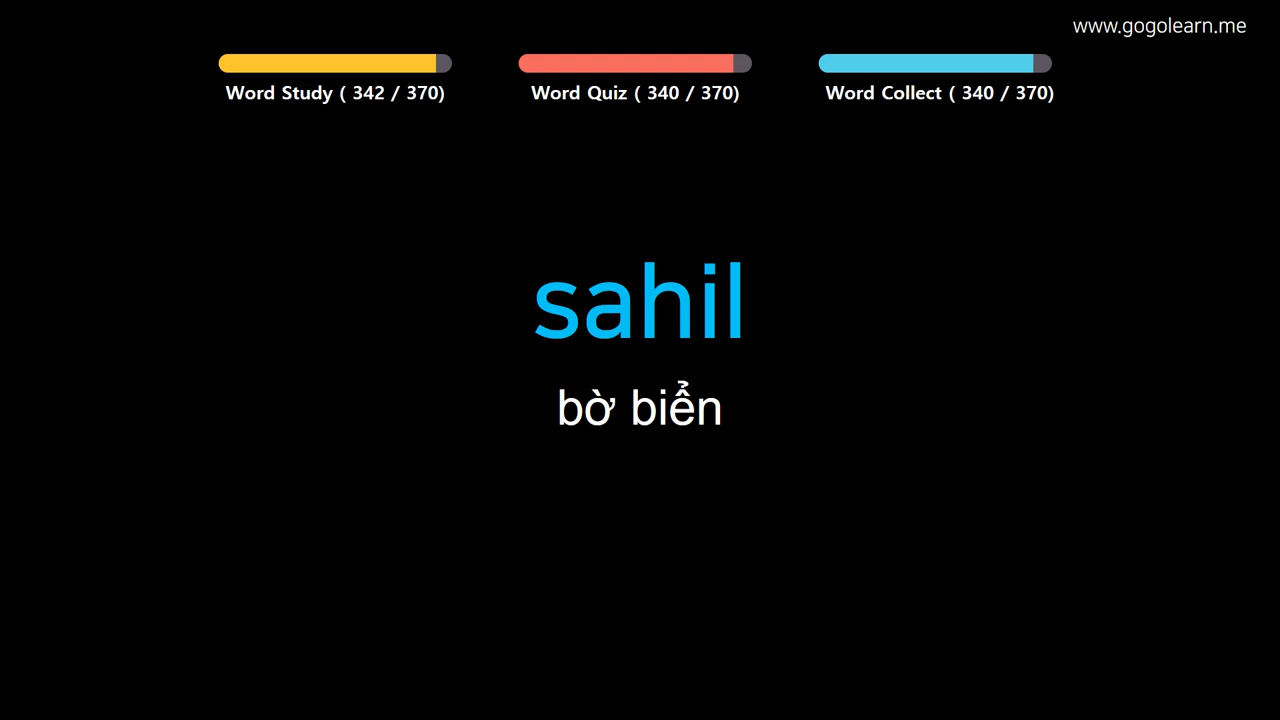 www.gogolearn.me
Word Study ( 342 / 370)
Word Quiz ( 340 / 370)
Word Collect ( 340 / 370)
sahil
bờ biển